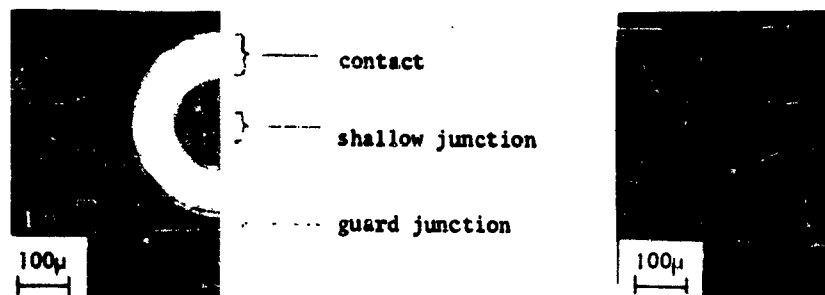 contact
shallow junction
guard junction
100μ
100μ